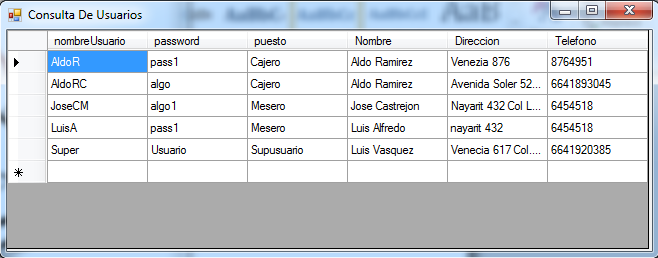 Consulta De Usuarios
nombreUsuario password puesto Nombre Direccion Telefono
AldoR pass1 Cajero Aldo Ramirez Venezia 876 8764951
AldoRC algo Cajero Aldo Ramirez Avenida Soler 52... 6641893045
JoseCM algo1 Mesero Jose Castrejon Nayarit 432 Col L... 6454518
LuisA pass1 Mesero Luis Alfredo nayarit 432 6454518
Super Usuario Supusuario Luis Vasquez Venecia 617 Col.... 6641920385